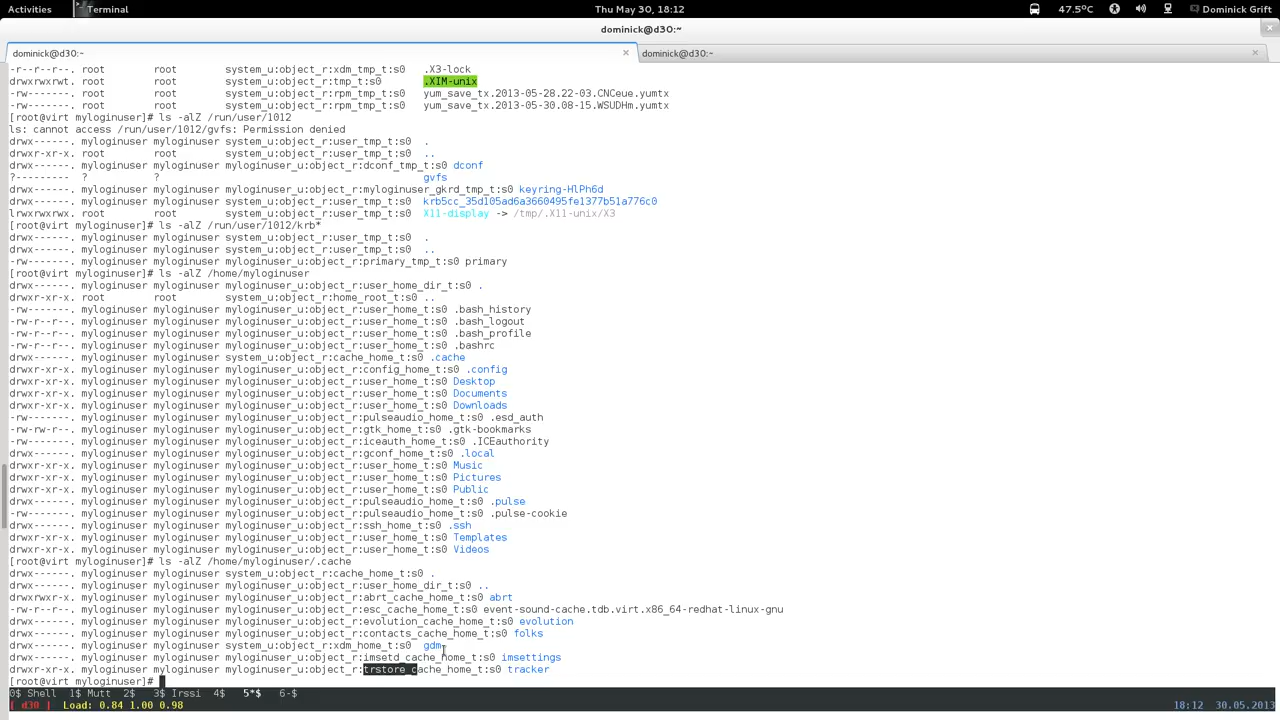 Activities Terminal Thu May 30, 18:12 47.5°C Dominick Grift
dominick@d30:~
dominick@d30:~ × dominick@d30:~ ×
-r--r--r--. root root system_u:object_r:xdm_tmp_t:s0 .X3-lock
drwxrwxrwt. root root system_u:object_r:tmp_t:s0 .XIM-unix
-rw-------. root root system_u:object_r:rpm_tmp_t:s0 yum_save_tx.2013-05-28.22-03.CNCeue.yumtx
-rw-------. root root system_u:object_r:rpm_tmp_t:s0 yum_save_tx.2013-05-30.08-15.WSUDHm.yumtx
[root@virt myloginuser]# ls -alZ /run/user/1012
ls: cannot access /run/user/1012/gvfs: Permission denied
drwx------. myloginuser myloginuser system_u:object_r:user_tmp_t:s0 .
drwxr-xr-x. root root system_u:object_r:user_tmp_t:s0 ..
drwx------. myloginuser myloginuser myloginuser_u:object_r:dconf_tmp_t:s0 dconf
?--------- ? ? gvfs
drwx------. myloginuser myloginuser myloginuser_u:object_r:myloginuser_gkrd_tmp_t:s0 keyring-HlPh6d
drwx------. myloginuser myloginuser system_u:object_r:user_tmp_t:s0 krb5cc_35d105ad6a3660495fe1377b51a776c0
lrwxrwxrwx. root root system_u:object_r:user_tmp_t:s0 X11-display -> /tmp/.X11-unix/X3
[root@virt myloginuser]# ls -alZ /run/user/1012/krb*
drwx------. myloginuser myloginuser system_u:object_r:user_tmp_t:s0 .
drwx------. myloginuser myloginuser system_u:object_r:user_tmp_t:s0 ..
-rw-------. myloginuser myloginuser myloginuser_u:object_r:primary_tmp_t:s0 primary
[root@virt myloginuser]# ls -alZ /home/myloginuser
drwx------. myloginuser myloginuser myloginuser_u:object_r:user_home_dir_t:s0 .
drwxr-xr-x. root root system_u:object_r:home_root_t:s0 ..
-rw-------. myloginuser myloginuser myloginuser_u:object_r:user_home_t:s0 .bash_history
-rw-r--r--. myloginuser myloginuser myloginuser_u:object_r:user_home_t:s0 .bash_logout
-rw-r--r--. myloginuser myloginuser myloginuser_u:object_r:user_home_t:s0 .bash_profile
-rw-r--r--. myloginuser myloginuser myloginuser_u:object_r:user_home_t:s0 .bashrc
drwx------. myloginuser myloginuser system_u:object_r:cache_home_t:s0 .cache
drwxr-xr-x. myloginuser myloginuser myloginuser_u:object_r:config_home_t:s0 .config
drwxr-xr-x. myloginuser myloginuser myloginuser_u:object_r:user_home_t:s0 Desktop
drwxr-xr-x. myloginuser myloginuser myloginuser_u:object_r:user_home_t:s0 Documents
drwxr-xr-x. myloginuser myloginuser myloginuser_u:object_r:user_home_t:s0 Downloads
-rw-------. myloginuser myloginuser myloginuser_u:object_r:pulseaudio_home_t:s0 .esd_auth
-rw-rw-r--. myloginuser myloginuser myloginuser_u:object_r:gtk_home_t:s0 .gtk-bookmarks
-rw-------. myloginuser myloginuser myloginuser_u:object_r:iceauth_home_t:s0 .ICEauthority
drwx------. myloginuser myloginuser myloginuser_u:object_r:gconf_home_t:s0 .local
drwxr-xr-x. myloginuser myloginuser myloginuser_u:object_r:user_home_t:s0 Music
drwxr-xr-x. myloginuser myloginuser myloginuser_u:object_r:user_home_t:s0 Pictures
drwxr-xr-x. myloginuser myloginuser myloginuser_u:object_r:user_home_t:s0 Public
drwx------. myloginuser myloginuser myloginuser_u:object_r:pulseaudio_home_t:s0 .pulse
-rw-------. myloginuser myloginuser myloginuser_u:object_r:pulseaudio_home_t:s0 .pulse-cookie
drwx------. myloginuser myloginuser myloginuser_u:object_r:ssh_home_t:s0 .ssh
drwxr-xr-x. myloginuser myloginuser myloginuser_u:object_r:user_home_t:s0 Templates
drwxr-xr-x. myloginuser myloginuser myloginuser_u:object_r:user_home_t:s0 Videos
[root@virt myloginuser]# ls -alZ /home/myloginuser/.cache
drwx------. myloginuser myloginuser system_u:object_r:cache_home_t:s0 .
drwx------. myloginuser myloginuser myloginuser_u:object_r:user_home_dir_t:s0 ..
drwxrwxr-x. myloginuser myloginuser myloginuser_u:object_r:abrt_cache_home_t:s0 abrt
-rw-r--r--. myloginuser myloginuser myloginuser_u:object_r:esc_cache_home_t:s0 event-sound-cache.tdb.virt.x86_64-redhat-linux-gnu
drwx------. myloginuser myloginuser myloginuser_u:object_r:evolution_cache_home_t:s0 evolution
drwx------. myloginuser myloginuser myloginuser_u:object_r:contacts_cache_home_t:s0 folks
drwx------. myloginuser myloginuser system_u:object_r:xdm_home_t:s0 gdm
drwx------. myloginuser myloginuser myloginuser_u:object_r:imsetd_cache_home_t:s0 imsettings
drwxr-xr-x. myloginuser myloginuser myloginuser_u:object_r:trstore_cache_home_t:s0 tracker
[root@virt myloginuser]#
0$ Shell 1$ Mutt 2$ 3$ Irssi 4$ 5*$ 6-$
[ d30 ] Load: 0.84 1.00 0.98 18:12 30.05.2013